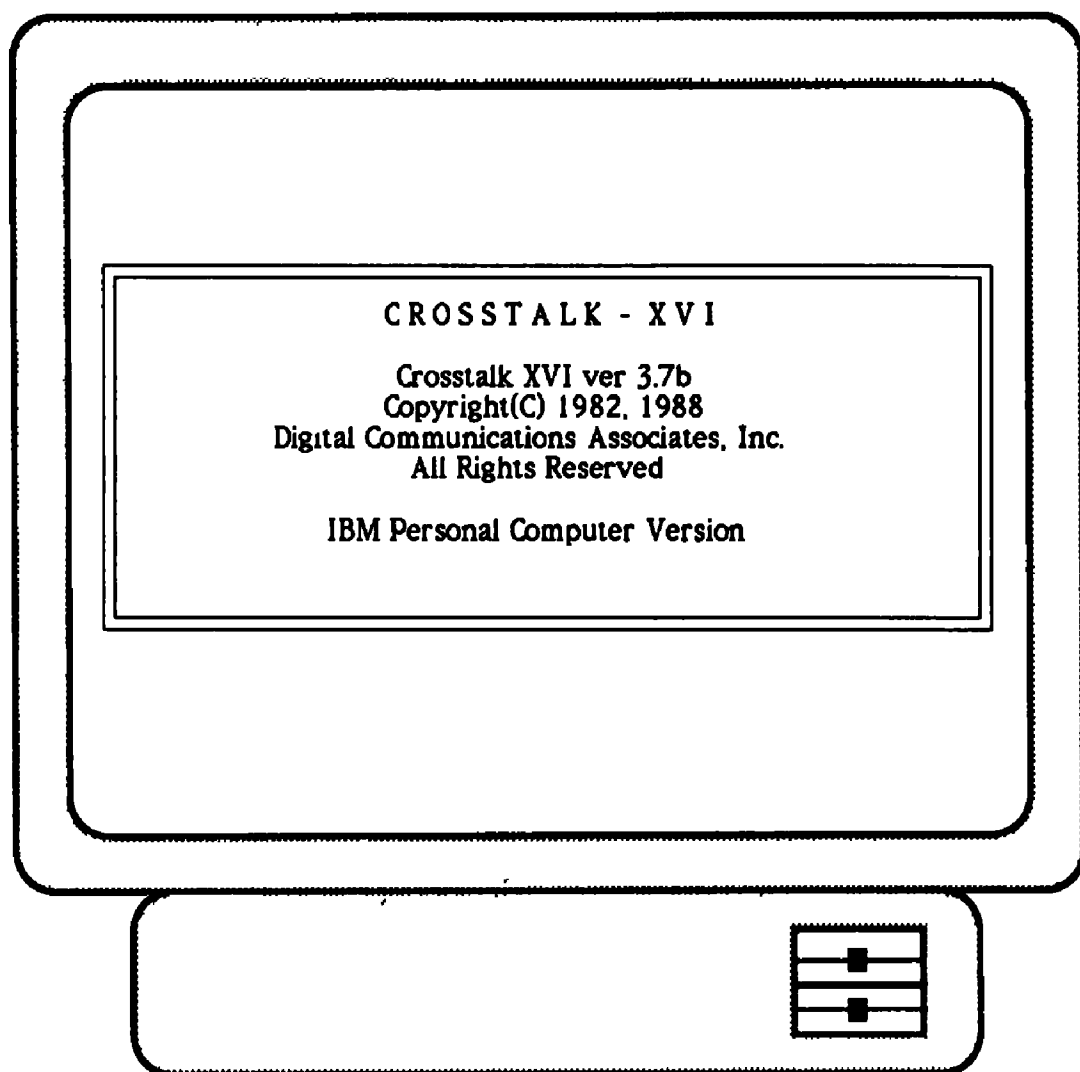 CROSSTALK - XVI
Crosstalk XVI ver 3.7b
Copyright(C) 1982, 1988
Digital Communications Associates, Inc.
All Rights Reserved
IBM Personal Computer Version